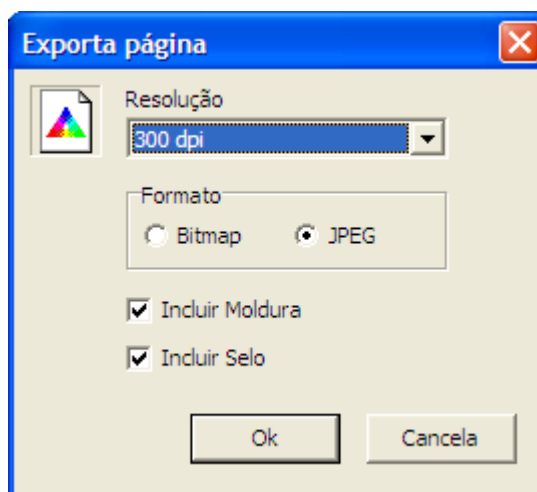 Exporta página
Resolução
300 dpi
Formato
Bitmap JPEG
Incluir Moldura
Incluir Selo
Ok Cancela